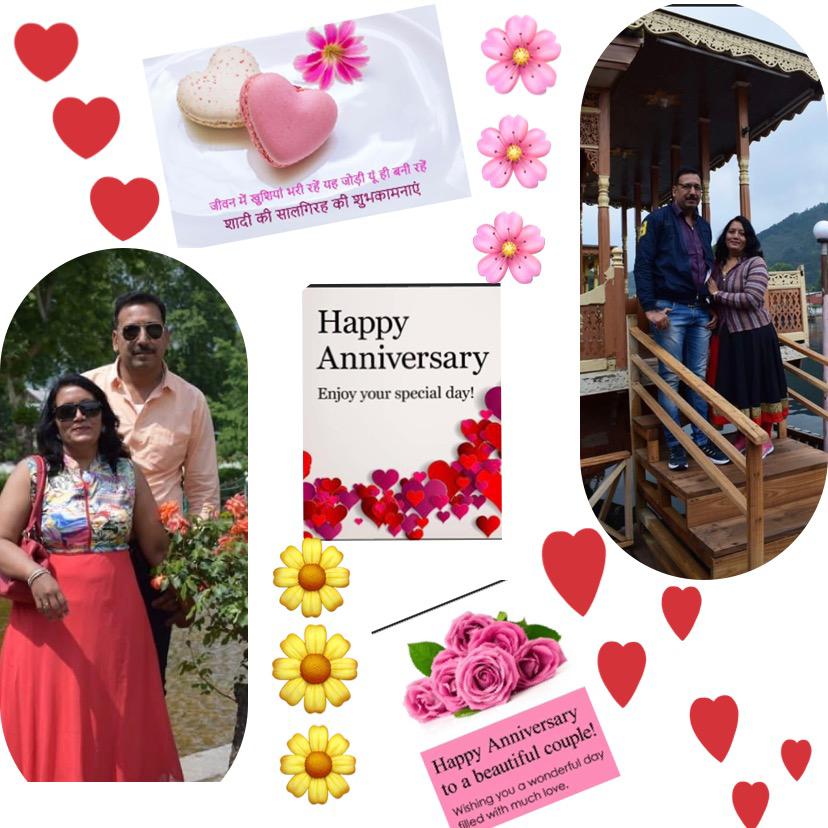 जीवन में खुशियां भरी रहें यह जोड़ी यूं ही बनी रहें
शादी की सालगिरह की शुभकामनाएं
Happy
Anniversary
Enjoy your special day!
Happy Anniversary
to a beautiful couple!
Wishing you a wonderful day
filled with much love,